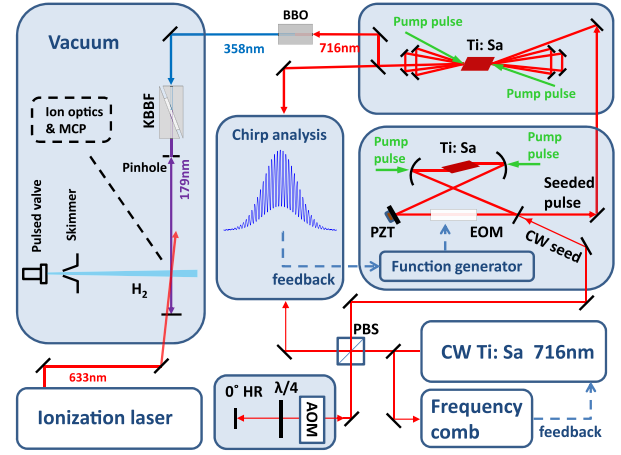 Vacuum
BBO
358nm
716nm
Pump pulse
Ti: Sa
Pump pulse
Ion optics
& MCP
KBBF
Pinhole
179nm
Pulsed valve
Skimmer
H2
Chirp analysis
feedback
Pump
pulse
Ti: Sa
Pump
pulse
Seeded
pulse
PZT
EOM
CW seed
Function generator
PBS
633nm
Ionization laser
0° HR
λ/4
AOM
CW Ti: Sa 716nm
Frequency
comb
feedback